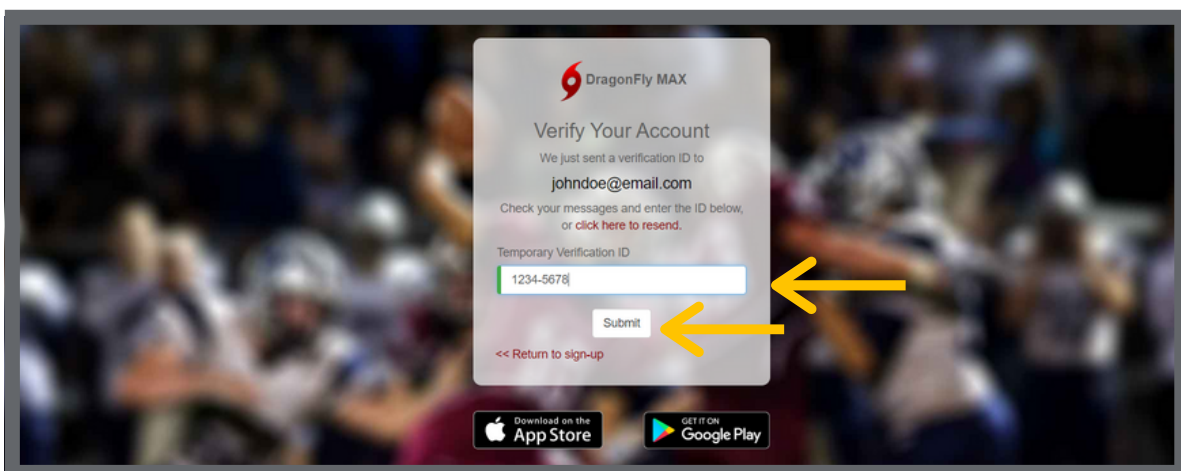 DragonFly MAX
Verify Your Account
We just sent a verification ID to
johndoe@email.com
Check your messages and enter the ID below,
or click here to resend.
Temporary Verification ID
1234-5678
Submit
<< Return to sign-up
Download on the
App Store
GET IT ON
Google Play